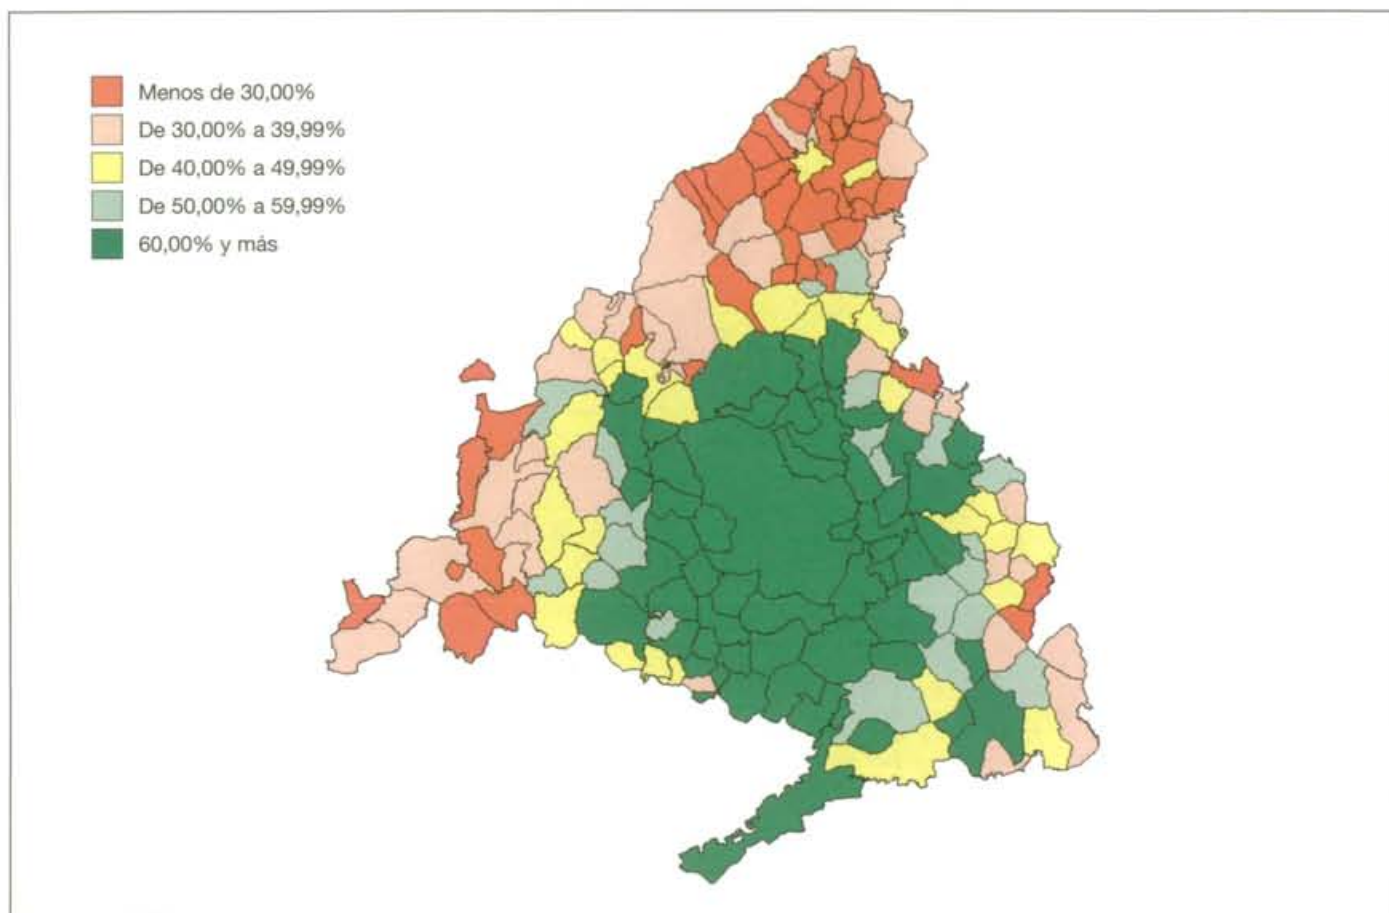 Menos de 30,00%
De 30,00% a 39,99%
De 40,00% a 49,99%
De 50,00% a 59,99%
60,00% y más